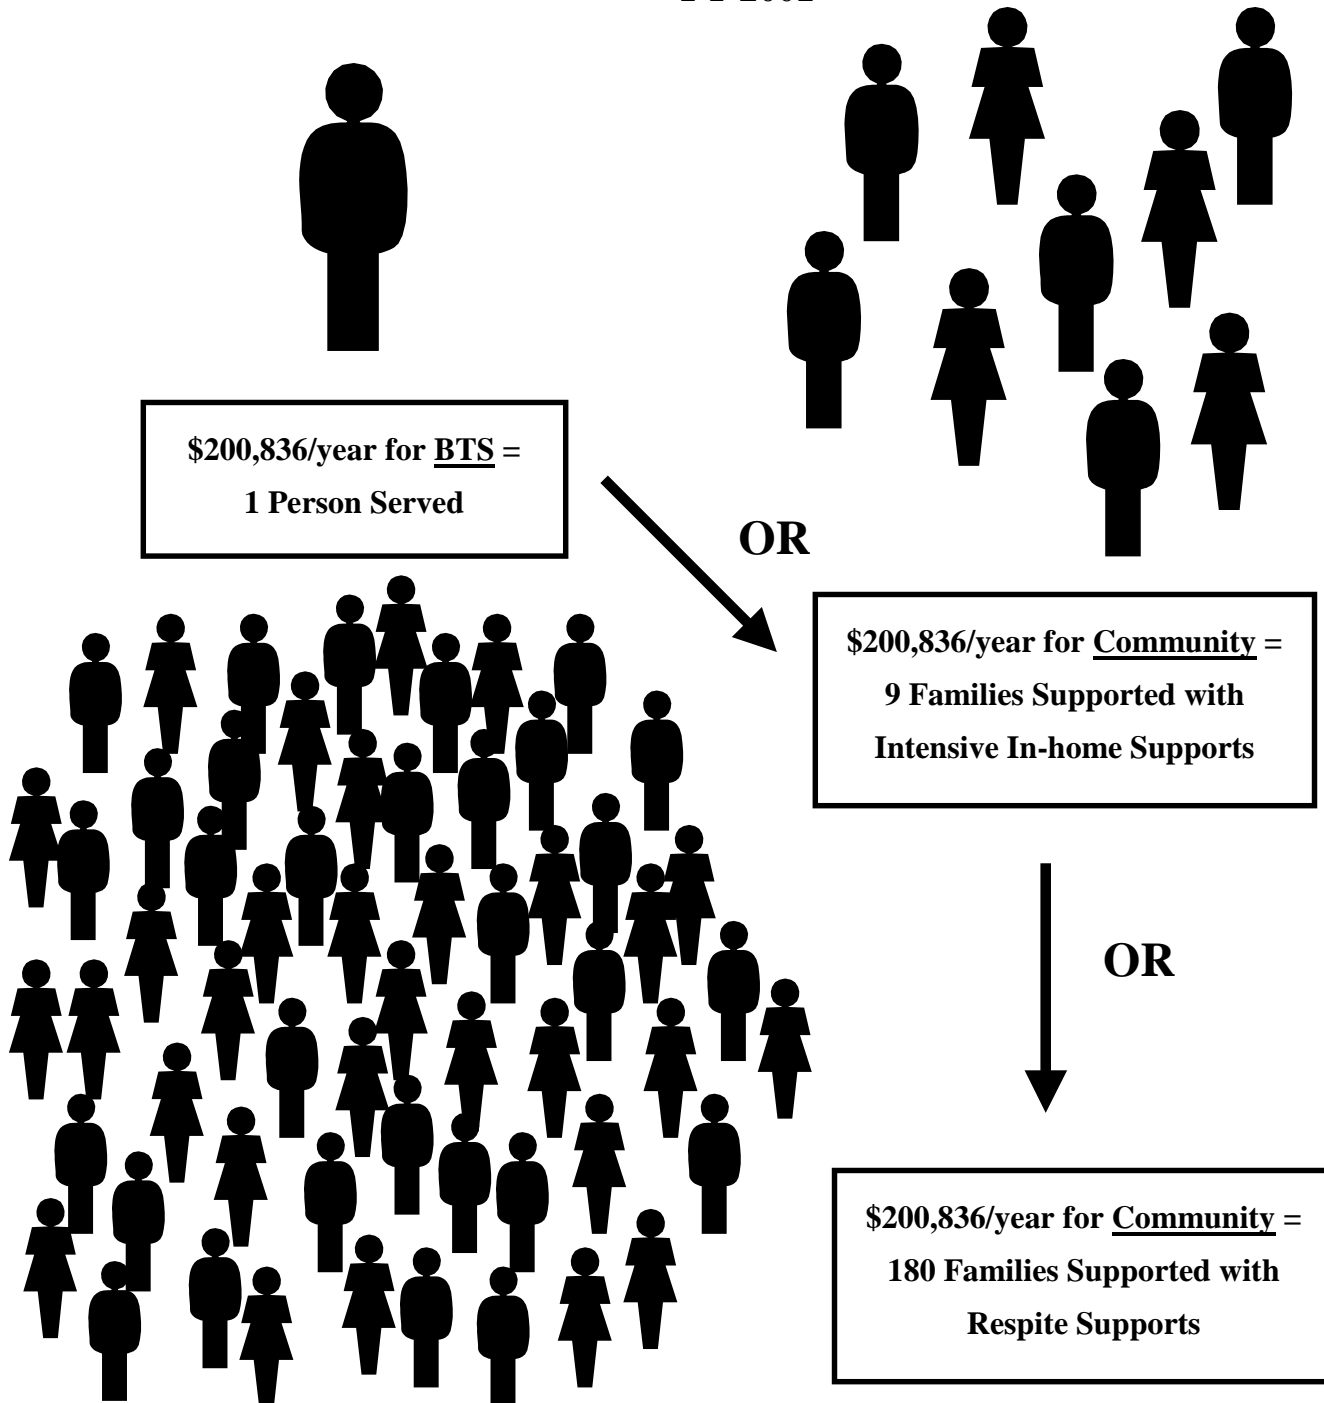 $200,836/year for BTS =
1 Person Served
OR
$200,836/year for Community =
9 Families Supported with
Intensive In-home Supports
OR
$200,836/year for Community =
180 Families Supported with
Respite Supports